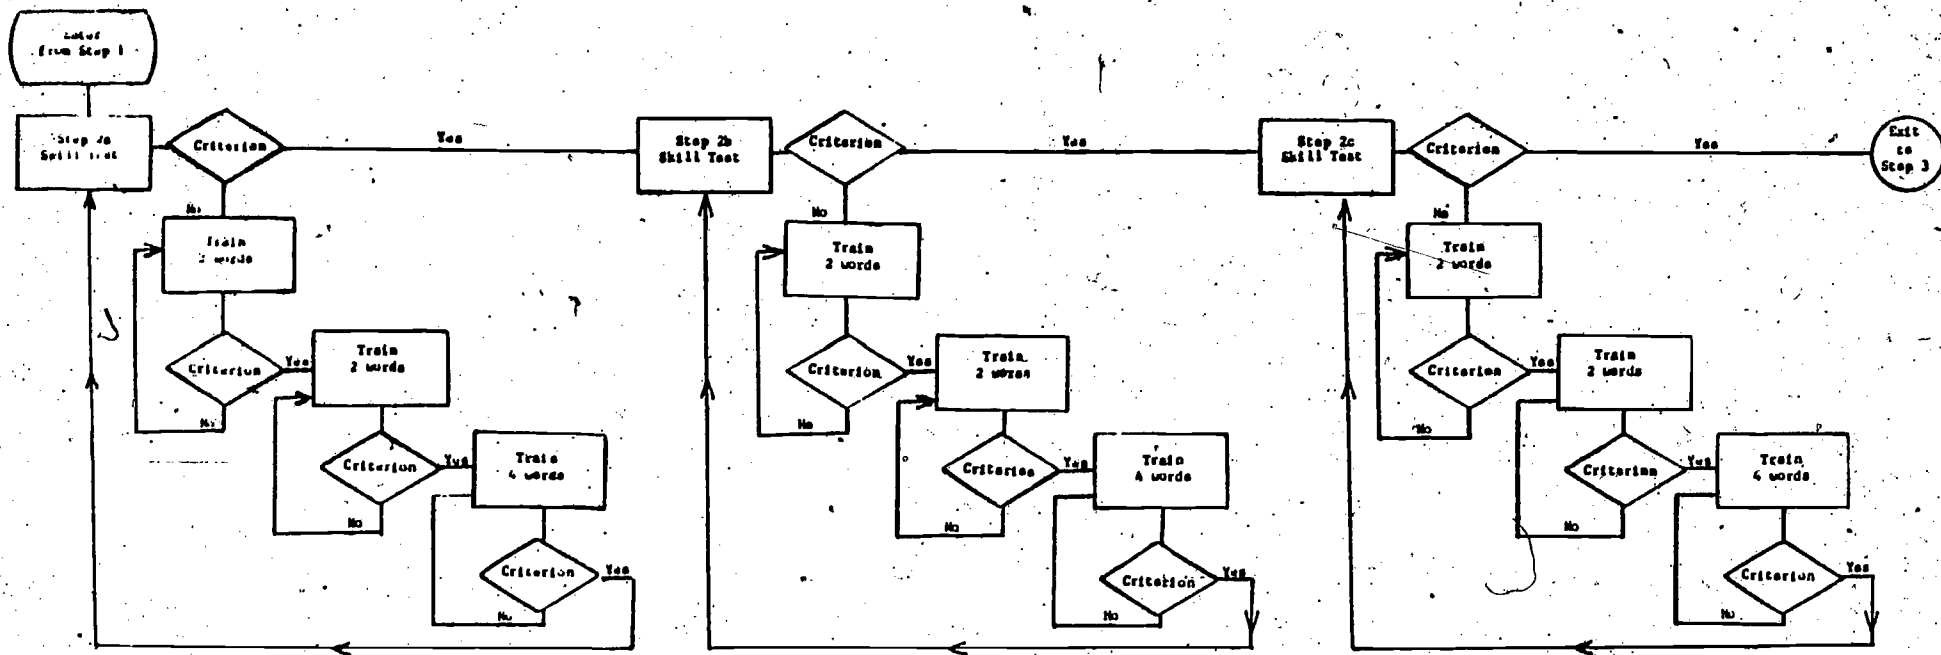 Enter
from Step 1
Step 2a
Skill Test
Criterion
Yes
No
Train
2 words
Criterion
Yes
No
Train
2 words
Criterion
Yes
No
Train
4 words
Criterion
Yes
No
Step 2b
Skill Test
Criterion
Yes
No
Train
2 words
Criterion
Yes
No
Train
2 words
Criterion
Yes
No
Train
4 words
Criterion
Yes
No
Step 2c
Skill Test
Criterion
Yes
No
Train
2 words
Criterion
Yes
No
Train
2 words
Criterion
Yes
No
Train
4 words
Criterion
Yes
No
Exit
to
Step 3